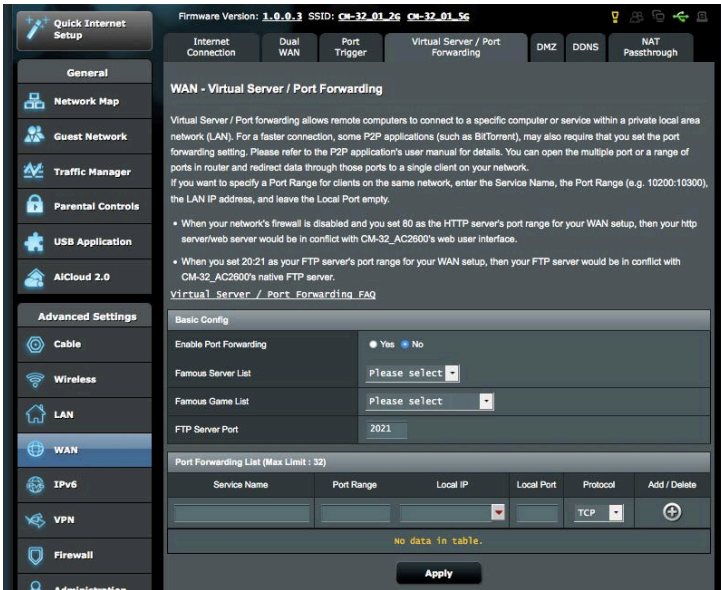 Quick Internet
Setup
General
Network Map
Guest Network
Traffic Manager
Parental Controls
USB Application
AiCloud 2.0
Advanced Settings
Cable
Wireless
LAN
WAN
IPv6
VPN
Firewall
Administration
Firmware Version: 1.0.0.3 SSID: CM-32_01_2G CM-32_01_5G
Internet
Connection
Dual
WAN
Port
Trigger
Virtual Server / Port
Forwarding
DMZ
DDNS
NAT
Passthrough
WAN - Virtual Server / Port Forwarding
Virtual Server / Port forwarding allows remote computers to connect to a specific computer or service within a private local area
network (LAN). For a faster connection, some P2P applications (such as BitTorrent), may also require that you set the port
forwarding setting. Please refer to the P2P application's user manual for details. You can open the multiple port or a range of
ports in router and redirect data through those ports to a single client on your network.
If you want to specify a Port Range for clients on the same network, enter the Service Name, the Port Range (e.g. 10200:10300),
the LAN IP address, and leave the Local Port empty.
• When your network's firewall is disabled and you set 80 as the HTTP server's port range for your WAN setup, then your http
server/web server would be in conflict with CM-32_AC2600's web user interface.
• When you set 20:21 as your FTP server's port range for your WAN setup, then your FTP server would be in conflict with
CM-32_AC2600's native FTP server.
Virtual Server / Port Forwarding FAQ
Basic Config
Enable Port Forwarding Yes No
Famous Server List Please select
Famous Game List Please select
FTP Server Port 2021
Port Forwarding List (Max Limit : 32)
Service Name Port Range Local IP Local Port Protocol Add / Delete
TCP
No data in table.
Apply